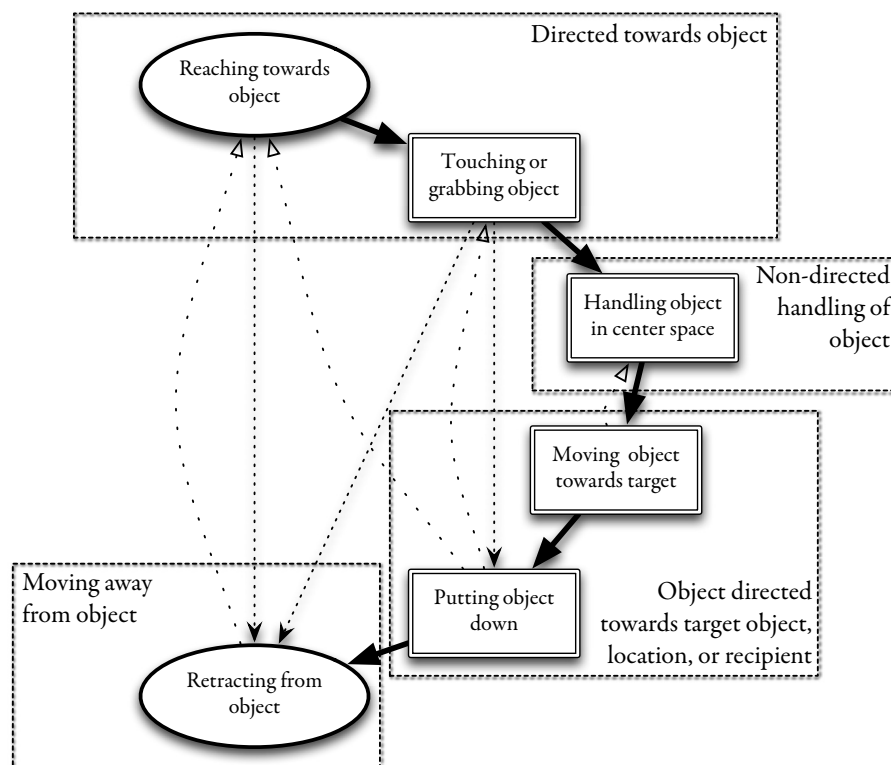 Directed towards object
Reaching towards
object
Touching or
grabbing object
Non-directed
handling of
object
Handling object
in center space
Moving object
towards target
Moving away
from object
Putting object
down
Object directed
towards target object,
location, or recipient
Retracting from
object